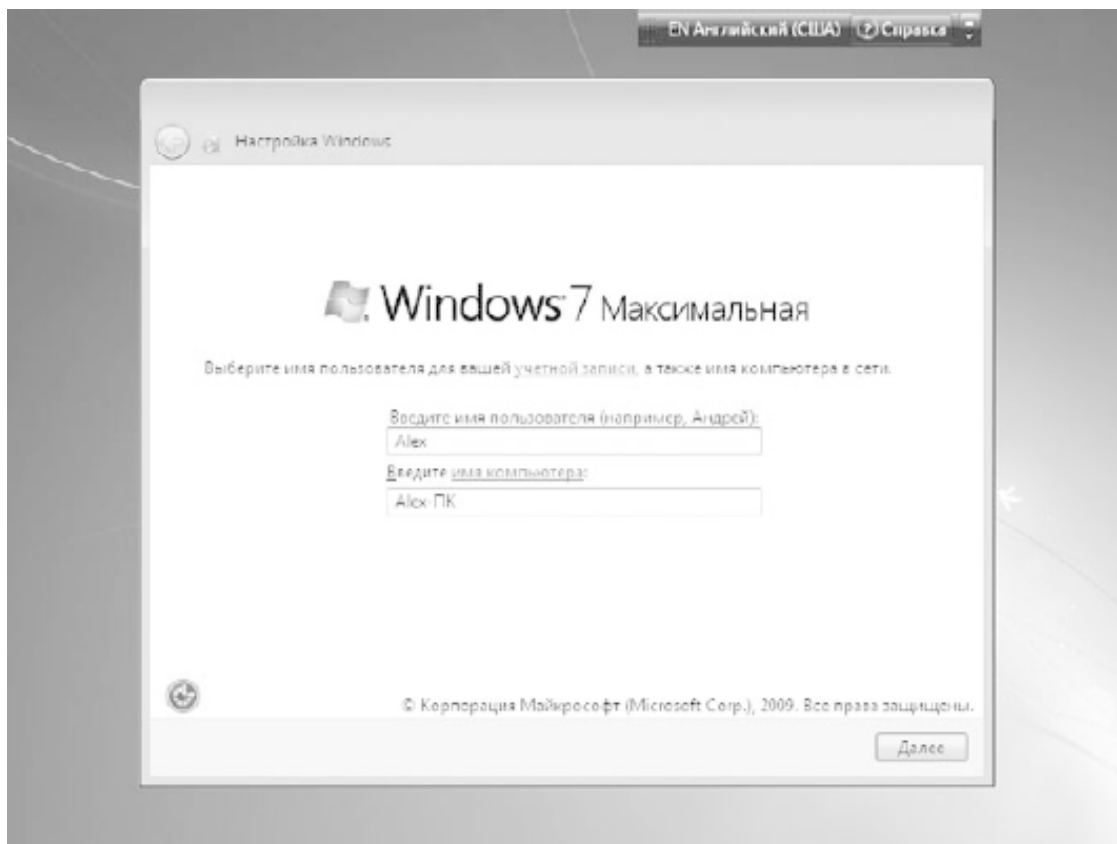 EN Английский (США) Справка
Настройка Windows
Windows 7 Максимальная
Выберите имя пользователя для вашей учетной записи, а также имя компьютера в сети.
Введите имя пользователя (например, Андрей):
Alex
Введите имя компьютера:
Alex-ПК
© Корпорация Майкрософт (Microsoft Corp.), 2009. Все права защищены.
Далее